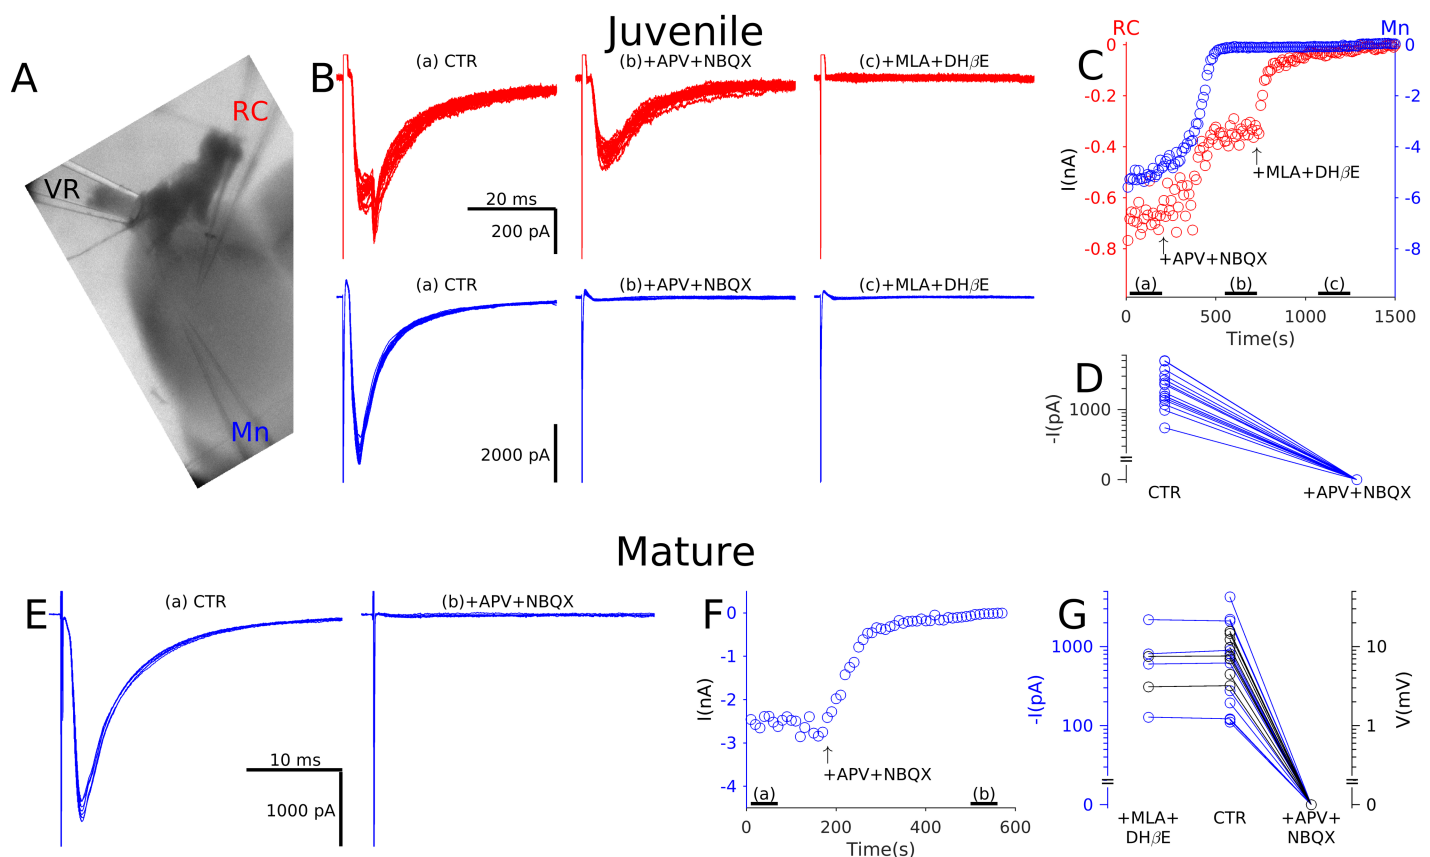 Juvenile
A
RC
VR
Mn
B
(a) CTR
(b)+APV+NBQX
(c)+MLA+DHβE
20 ms
200 pA
(a) CTR
(b)+APV+NBQX
(c)+MLA+DHβE
2000 pA
RC
Mn
C
0
-0.2
-0.4
-0.6
-0.8
I(nA)
0
-2
-4
-6
-8
↑
+MLA+DHβE
↑
+APV+NBQX
(a)
(b)
(c)
0
500
1000
1500
Time(s)
D
-I(pA)
1000
0
CTR
+APV+NBQX
Mature
E
(a) CTR
(b)+APV+NBQX
10 ms
1000 pA
F
0
-1
-2
-3
-4
I(nA)
↑
+APV+NBQX
(a)
(b)
0
200
400
600
Time(s)
G
-I(pA)
1000
100
0
V(mV)
10
1
0
+MLA+
DHβE
CTR
+APV+
NBQX